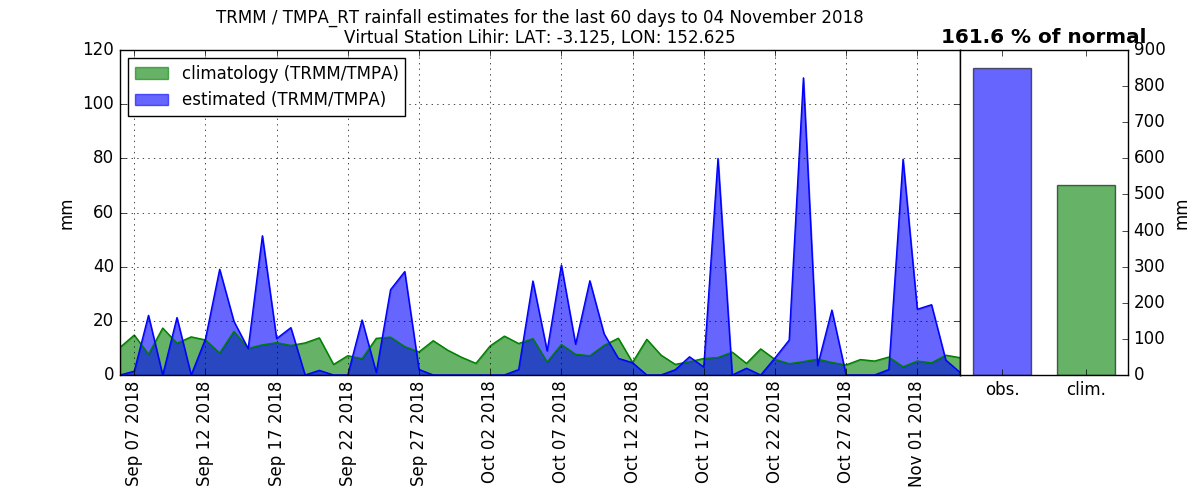 TRMM / TMPA_RT rainfall estimates for the last 60 days to 04 November 2018
Virtual Station Lihir: LAT: -3.125, LON: 152.625
161.6 % of normal
climatology (TRMM/TMPA)
estimated (TRMM/TMPA)
mm
120
100
80
60
40
20
0
Sep 07 2018
Sep 12 2018
Sep 17 2018
Sep 22 2018
Sep 27 2018
Oct 02 2018
Oct 07 2018
Oct 12 2018
Oct 17 2018
Oct 22 2018
Oct 27 2018
Nov 01 2018
obs.
clim.
900
800
700
600
500
400
300
200
100
0
mm